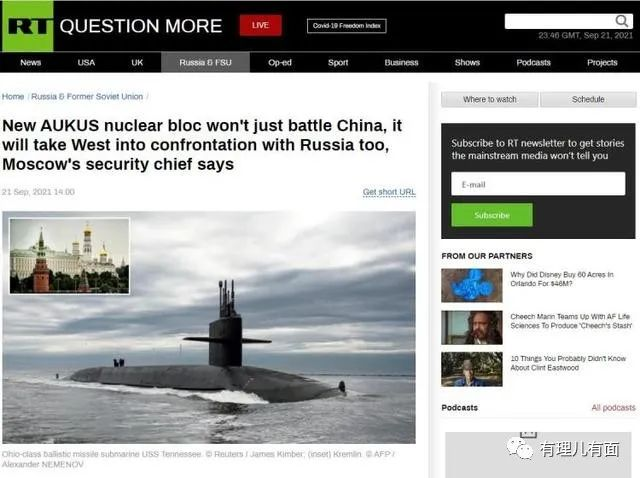 RT QUESTION MORE
LIVE
Covid-19 Freedom Index
23:46 GMT, Sep 21, 2021
News USA UK Russia & FSU Op-ed Sport Business Shows Podcasts Projects
Home / Russia & Former Soviet Union /
New AUKUS nuclear bloc won't just battle China, it
will take West into confrontation with Russia too,
Moscow's security chief says
21 Sep, 2021 14:00
Get short URL
Ohio-class ballistic missile submarine USS Tennessee. © Reuters / James Kimber; (inset) Kremlin. © AFP /
Alexander NEMENOV
Where to watch
Schedule
Subscribe to RT newsletter to get stories
the mainstream media won't tell you
E-mail
Subscribe
FROM OUR PARTNERS
Why Did Disney Buy 60 Acres In
Orlando For $46M?
Cheech Marin Teams Up With AF Life
Sciences To Produce 'Cheech's Stash'
10 Things You Probably Didn't Know
About Clint Eastwood
Podcasts
All podcasts
有理儿有面